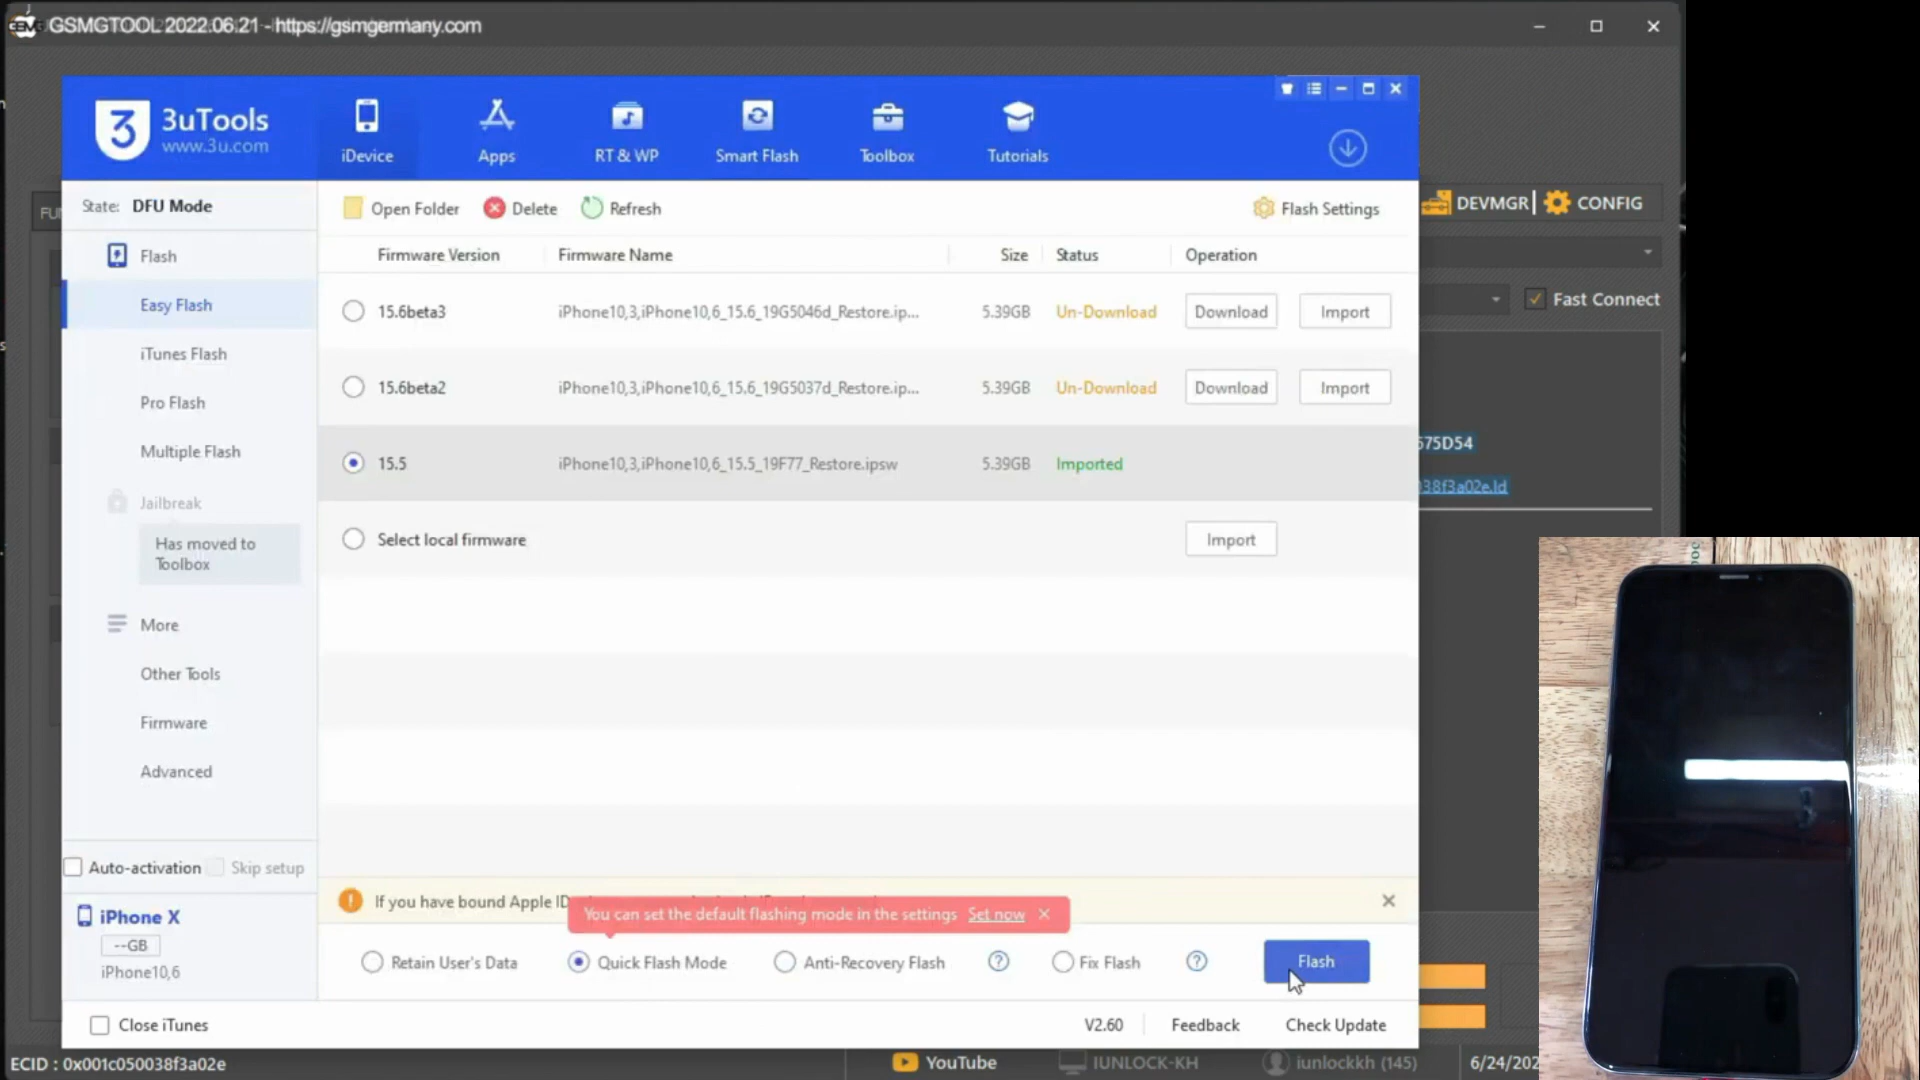 GSMGTOOL 2022.06.21 - https://gsmgermany.com
3uTools
www.3u.com
iDevice
Apps
RT & WP
Smart Flash
Toolbox
Tutorials
State: DFU Mode
Open Folder
Delete
Refresh
Flash Settings
DEVMGR
CONFIG
Flash
Easy Flash
iTunes Flash
Pro Flash
Multiple Flash
Jailbreak
Has moved to
Toolbox
More
Other Tools
Firmware
Advanced
Firmware Version Firmware Name Size Status Operation
15.6beta3 iPhone10,3,iPhone10,6_15.6_19G5046d_Restore.ip... 5.39GB Un-Download Download Import
15.6beta2 iPhone10,3,iPhone10,6_15.6_19G5037d_Restore.ip... 5.39GB Un-Download Download Import
15.5 iPhone10,3,iPhone10,6_15.5_19F77_Restore.ipsw 5.39GB Imported
Select local firmware Import
Fast Connect
675D54
38f3a02e.ld
Auto-activation Skip setup
iPhone X
--GB
iPhone10,6
If you have bound Apple ID
You can set the default flashing mode in the settings Set now
Retain User's Data Quick Flash Mode Anti-Recovery Flash Fix Flash Flash
Close iTunes
V2.60 Feedback Check Update
ECID : 0x001c050038f3a02e
YouTube
IUNLOCK-KH
iunlockkh (145)
6/24/202